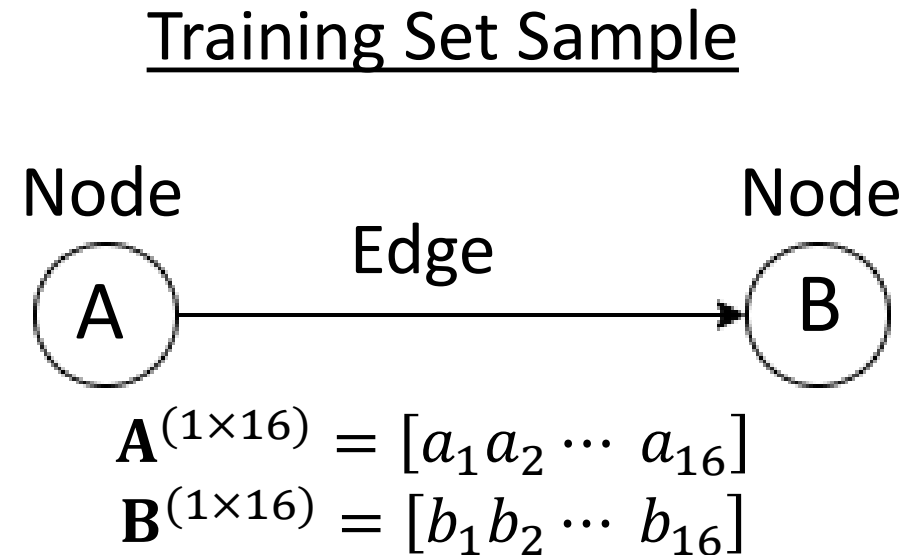 Training Set Sample
Node
Node
Edge
A
B
𝐀^(1×16) = [𝑎₁𝑎₂ ⋯ 𝑎₁₆]
𝐁^(1×16) = [𝑏₁𝑏₂ ⋯ 𝑏₁₆]